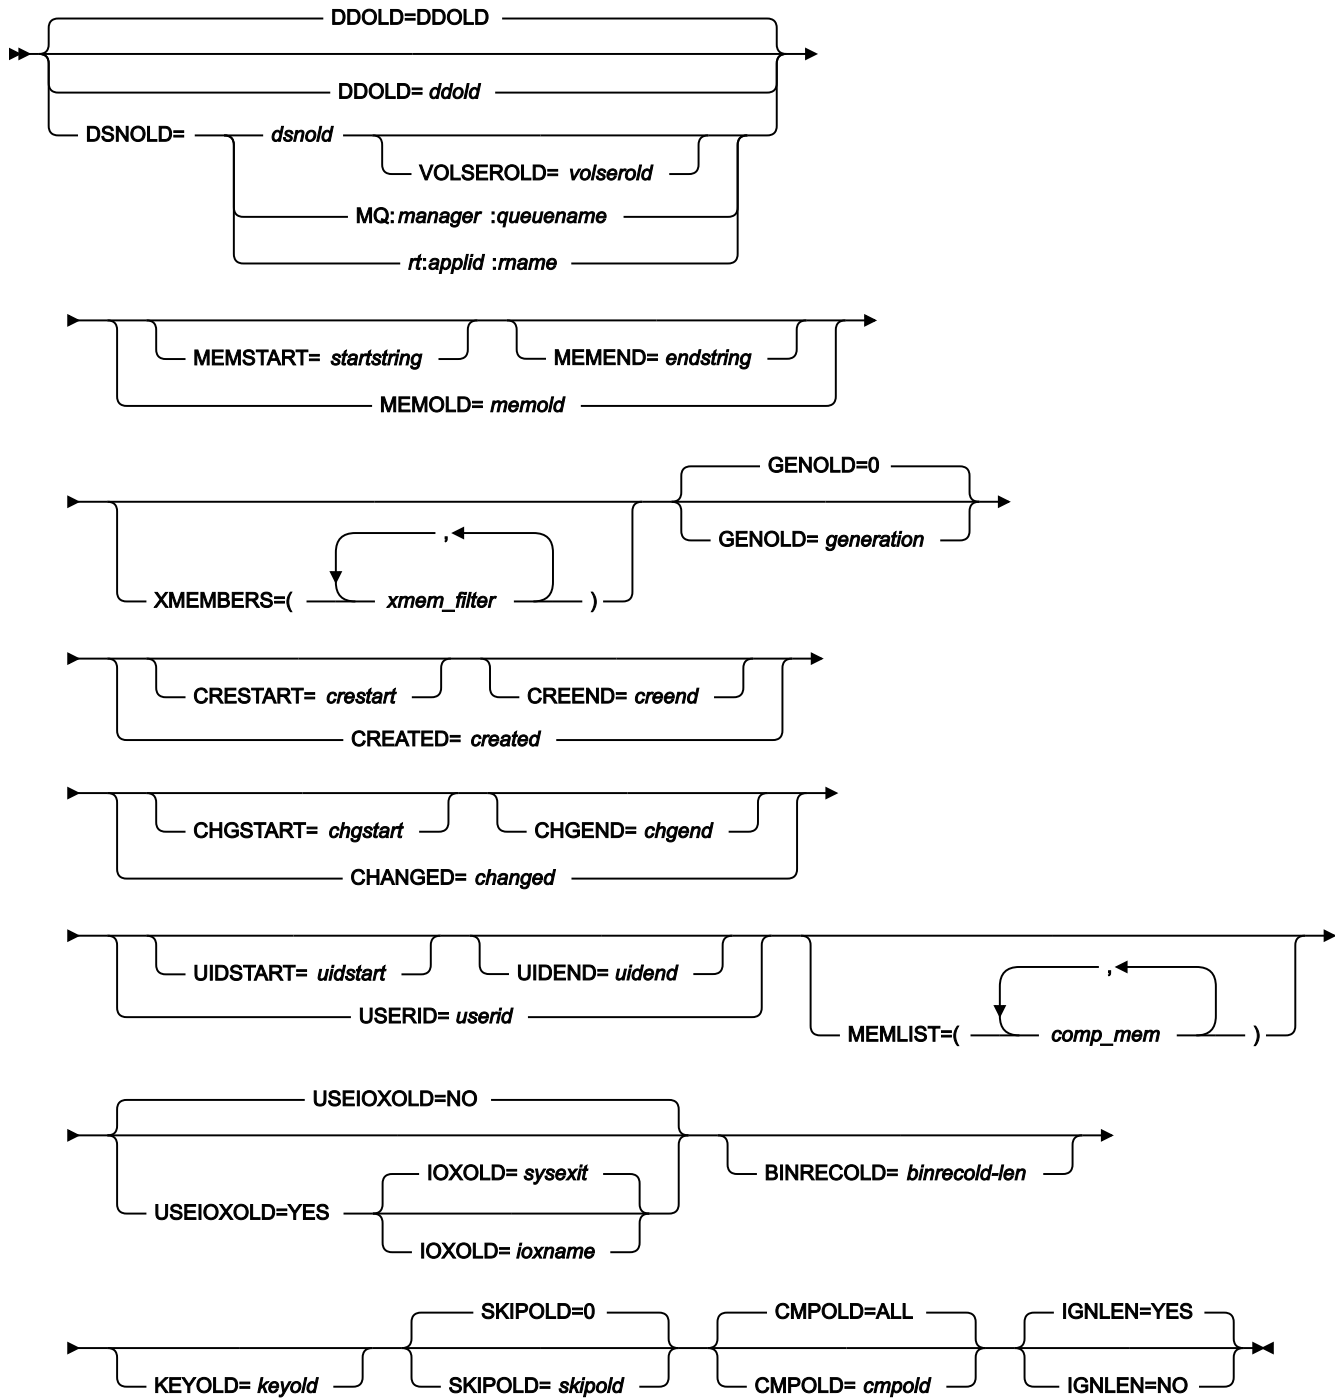 DDOLD=DDOLD
DDOLD= ddold
DSNOLD= dsnold
VOLSEROLD= volserold
MQ:manager :queuename
rt:applid :rname
MEMSTART= startstring MEMEND= endstring
MEMOLD= memold
GENOLD=0
GENOLD= generation
,
XMEMBERS=( xmem_filter )
CRESTART= crestart CREEND= creend
CREATED= created
CHGSTART= chgstart CHGEND= chgend
CHANGED= changed
UIDSTART= uidstart UIDEND= uidend
USERID= userid
,
MEMLIST=( comp_mem )
USEIOXOLD=NO
IOXOLD= sysexit BINRECOLD= binrecold-len
USEIOXOLD=YES
IOXOLD= ioxname
SKIPOLD=0 CMPOLD=ALL IGNLEN=YES
KEYOLD= keyold SKIPOLD= skipold CMPOLD= cmpold IGNLEN=NO